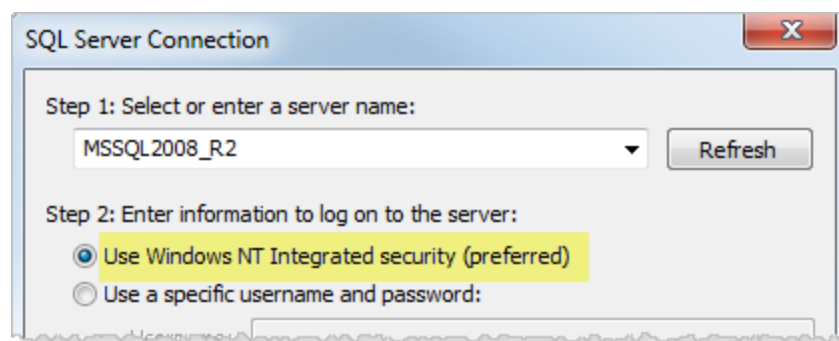 SQL Server Connection
Step 1: Select or enter a server name:
MSSQL2008_R2
Refresh
Step 2: Enter information to log on to the server:
Use Windows NT Integrated security (preferred)
Use a specific username and password: